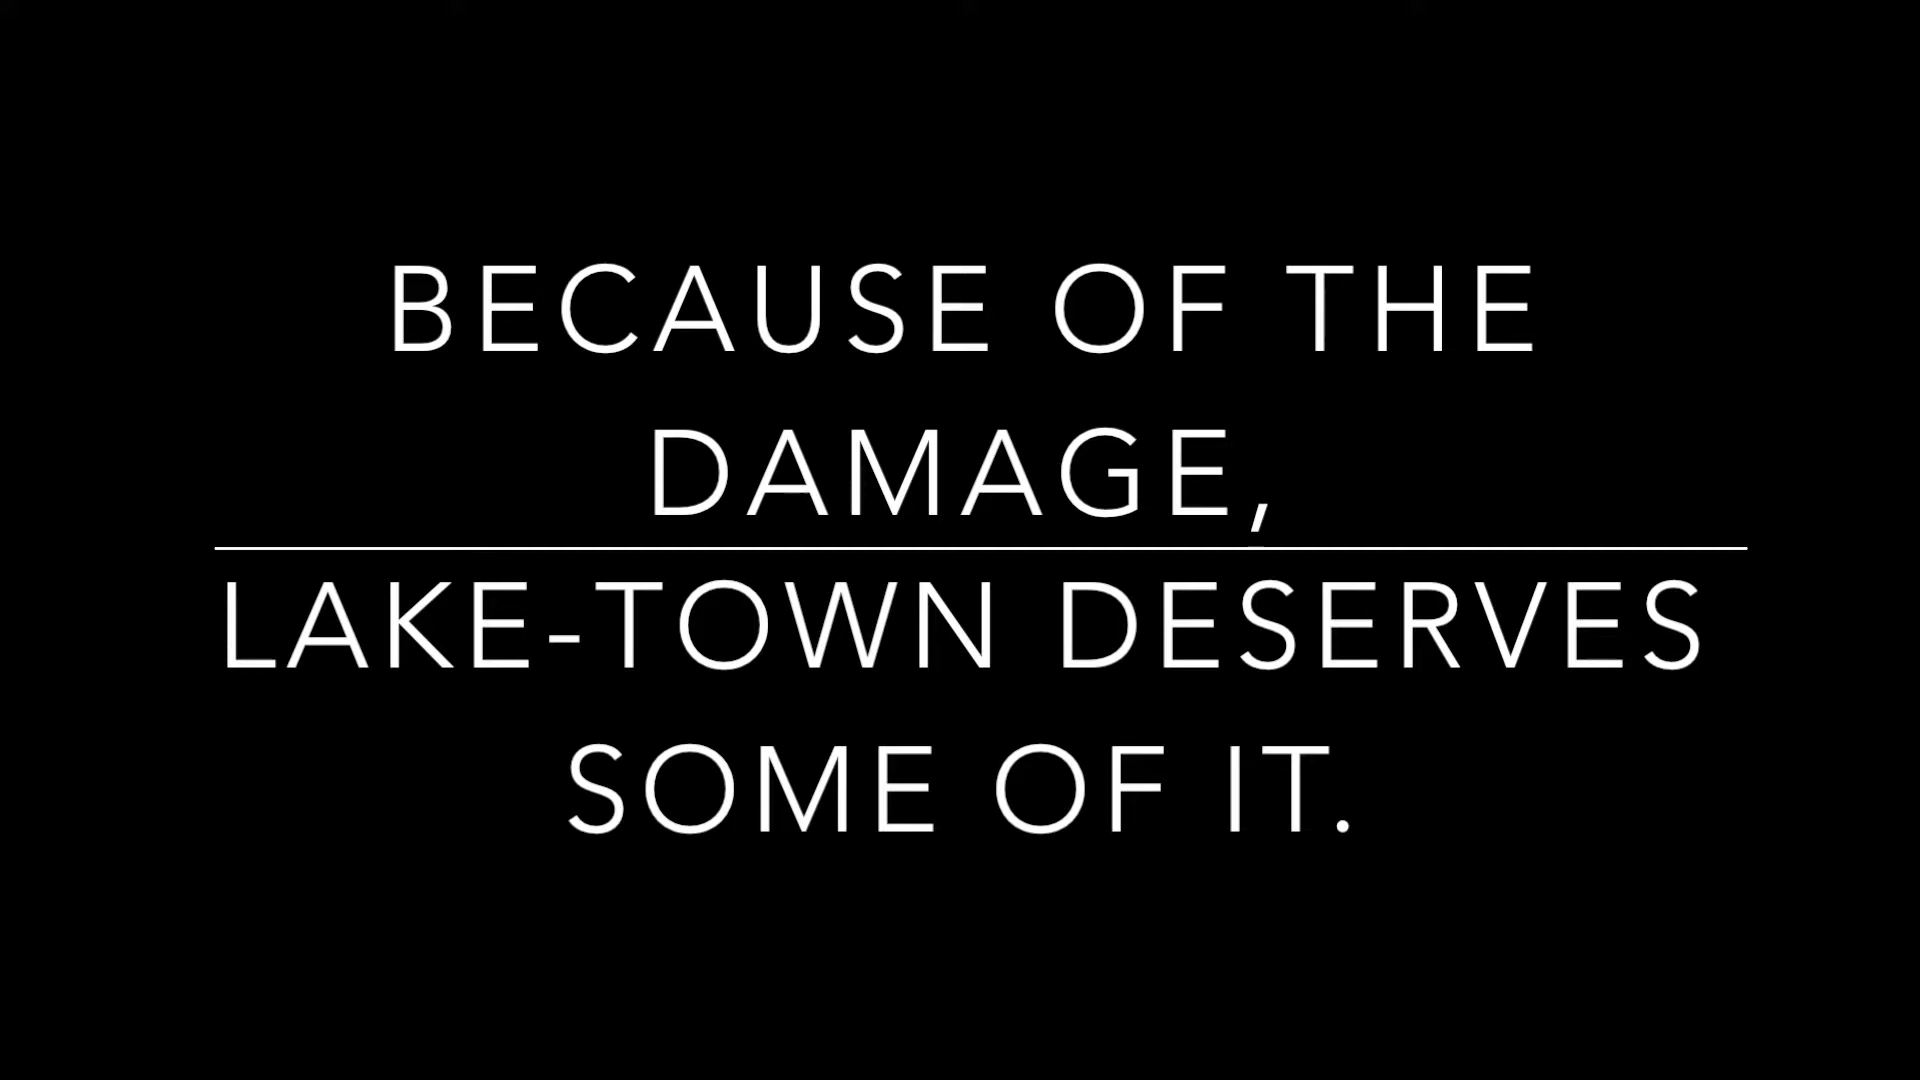 BECAUSE OF THE
DAMAGE,
LAKE-TOWN DESERVES
SOME OF IT.